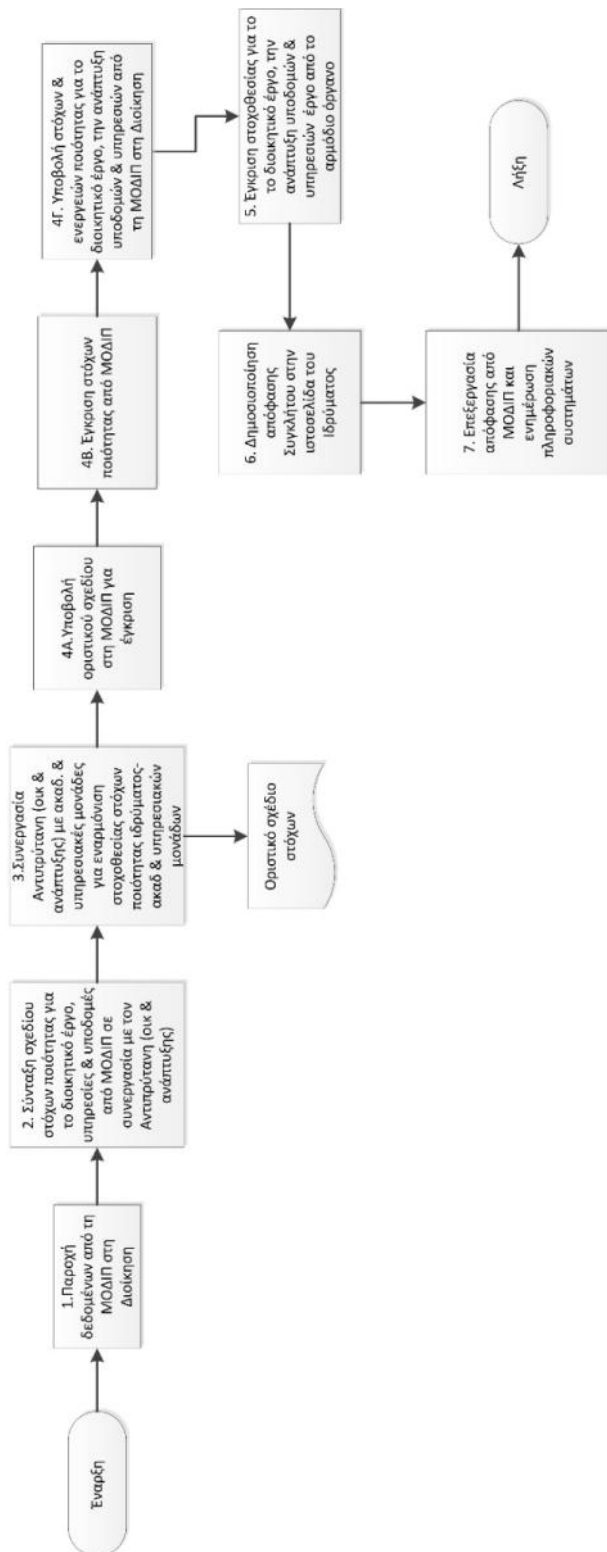 Έναρξη
1.Παροχή
δεδομένων από τη
ΜΟΔΙΠ στη
Διοίκηση
2. Σύνταξη σχεδίου
στόχων ποιότητας για
το διοικητικό έργο,
υπηρεσίες & υποδομές
από ΜΟΔΙΠ σε
συνεργασία με τον
Αντιπρύτανη (οικ &
ανάπτυξης)
3.Συνεργασία
Αντιπρύτανη (οικ &
ανάπτυξης) με ακαδ. &
υπηρεσιακές μονάδες
για εναρμόνιση
στοχοθεσίας στόχων
ποιότητας ιδρύματος-
ακαδ & υπηρεσιακών
μονάδων
Οριστικό σχέδιο
στόχων
4Α.Υποβολή
οριστικού σχεδίου
στη ΜΟΔΙΠ για
έγκριση
4Β. Έγκριση στόχων
ποιότητας από ΜΟΔΙΠ
4Γ. Υποβολή στόχων &
ενεργειών ποιότητας για το
διοικητικό έργο, την ανάπτυξη
υποδομών & υπηρεσιών από
τη ΜΟΔΙΠ στη Διοίκηση
5. Έγκριση στοχοθεσίας για το
το διοικητικό έργο, την
ανάπτυξη υποδομών &
υπηρεσιών έργο από το
αρμόδιο όργανο
6. Δημοσιοποίηση
απόφασης
Συγκλήτου στην
ιστοσελίδα του
Ιδρύματος
7. Επεξεργασία
απόφασης από
ΜΟΔΙΠ και
ενημέρωση
πληροφοριακών
συστημάτων
Λήξη